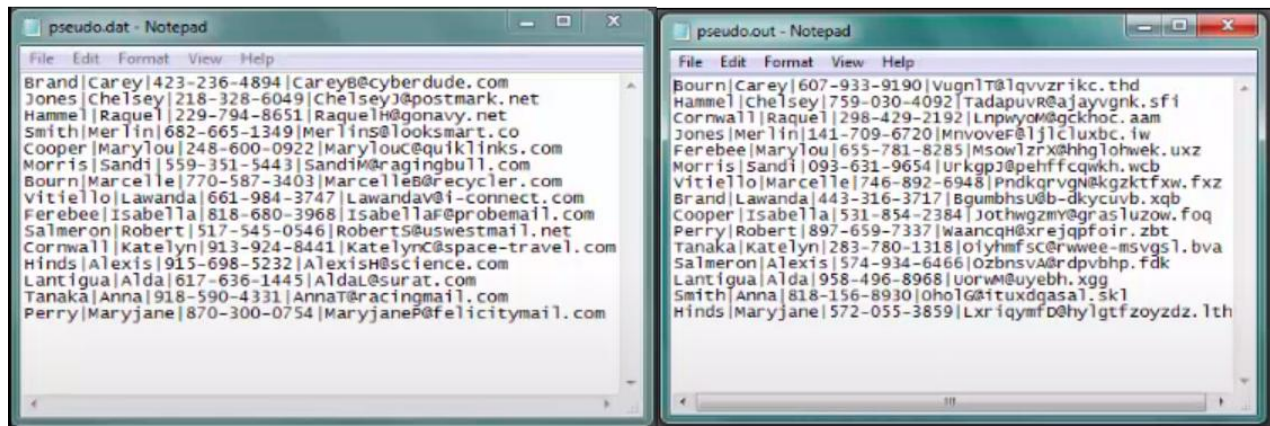 pseudo.dat - Notepad
File Edit Format View Help
Brand|Carey|423-236-4894|CareyB@cyberdude.com
Jones|Chelsey|218-328-6049|ChelseyJ@postmark.net
Hammel|Raquel|229-794-8651|RaquelH@gonavy.net
Smith|Merlin|682-665-1349|MerlinS@looksmart.co
Cooper|Marylou|248-600-0922|MarylouC@quiklinks.com
Morris|Sandi|559-351-5443|SandiM@ragingbull.com
Bourn|Marcelle|770-587-3403|MarcelleB@recycler.com
Vitiello|Lawanda|661-984-3747|LawandaV@i-connect.com
Ferebee|Isabella|818-680-3968|IsabellaF@probemail.com
Salmeron|Robert|517-545-0546|RobertS@uswestmail.net
Cornwall|Katelyn|913-924-8441|KatelynC@space-travel.com
Hinds|Alexis|915-698-5232|AlexisH@science.com
Lantigua|Alda|617-636-1445|AldaL@surat.com
Tanaka|Anna|918-590-4331|AnnaT@racingmail.com
Perry|Maryjane|870-300-0754|MaryjaneP@felicitymail.com
pseudo.out - Notepad
File Edit Format View Help
Bourn|Carey|607-933-9190|VugnlT@lqvvzrikc.thd
Hammel|Chelsey|759-030-4092|TadapuvR@ajayvgnk.sfi
Cornwall|Raquel|298-429-2192|LnpwyoM@gckhoc.aam
Jones|Merlin|141-709-6720|MnvoveF@ljlcluxbc.iw
Ferebee|Marylou|655-781-8285|MsowlzrX@hhglohwek.uxz
Morris|Sandi|093-631-9654|UrkgpJ@pehffcqwkh.wcb
Vitiello|Marcelle|746-892-6948|PndkqrvgN@kgzktfxw.fxz
Brand|Lawanda|443-316-3717|BgumbhsU@b-dkycuvb.xqb
Cooper|Isabella|531-854-2384|JothwgzmY@grasluzow.foq
Perry|Robert|897-659-7337|WaancqH@xrejqpfoir.zbt
Tanaka|Katelyn|283-780-1318|OiyhmfsC@rwwee-msvgsl.bva
Salmeron|Alexis|574-934-6466|OzbnsvA@rdpvbhp.fdk
Lantigua|Alda|958-496-8968|UorwM@uyebh.xgg
Smith|Anna|818-156-8930|OholG@ituxdqasal.skl
Hinds|Maryjane|572-055-3859|LxriqymfD@hylgtfzoyzdz.lth